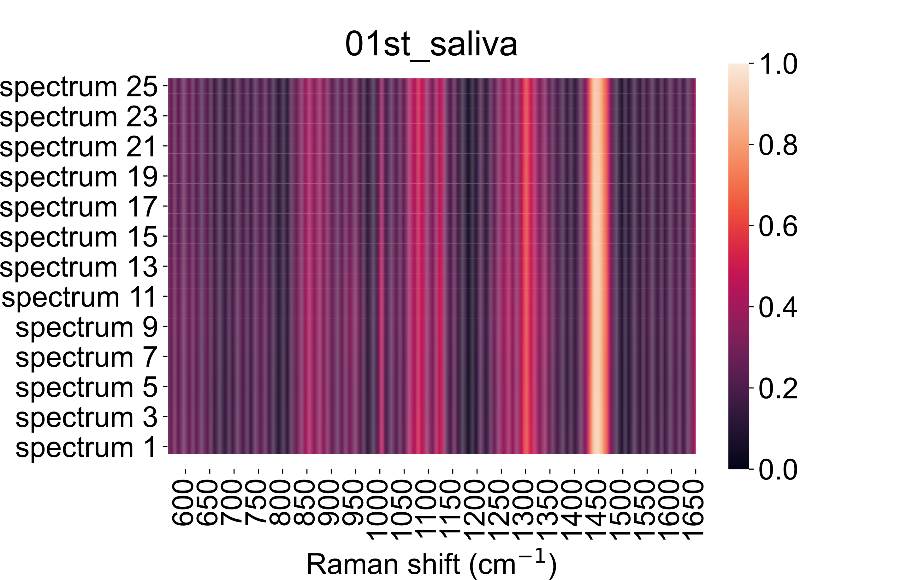 01st_saliva
spectrum 25
spectrum 23
spectrum 21
spectrum 19
spectrum 17
spectrum 15
spectrum 13
spectrum 11
spectrum 9
spectrum 7
spectrum 5
spectrum 3
spectrum 1
600
650
700
750
800
850
900
950
1000
1050
1100
1150
1200
1250
1300
1350
1400
1450
1500
1550
1600
1650
Raman shift (cm⁻¹)
1.0
0.8
0.6
0.4
0.2
0.0